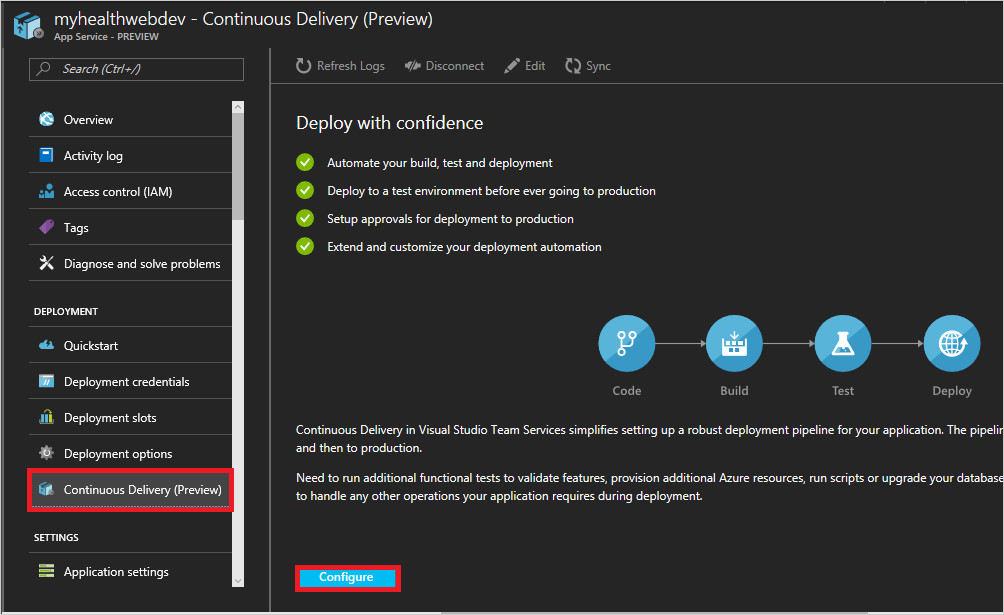 myhealthwebdev - Continuous Delivery (Preview)
App Service - PREVIEW
Search (Ctrl+/)
Overview
Activity log
Access control (IAM)
Tags
Diagnose and solve problems
DEPLOYMENT
Quickstart
Deployment credentials
Deployment slots
Deployment options
Continuous Delivery (Preview)
SETTINGS
Application settings
Refresh Logs
Disconnect
Edit
Sync
Deploy with confidence
Automate your build, test and deployment
Deploy to a test environment before ever going to production
Setup approvals for deployment to production
Extend and customize your deployment automation
Code
Build
Test
Deploy
Continuous Delivery in Visual Studio Team Services simplifies setting up a robust deployment pipeline for your application. The pipelin
and then to production.
Need to run additional functional tests to validate features, provision additional Azure resources, run scripts or upgrade your database
to handle any other operations your application requires during deployment.
Configure